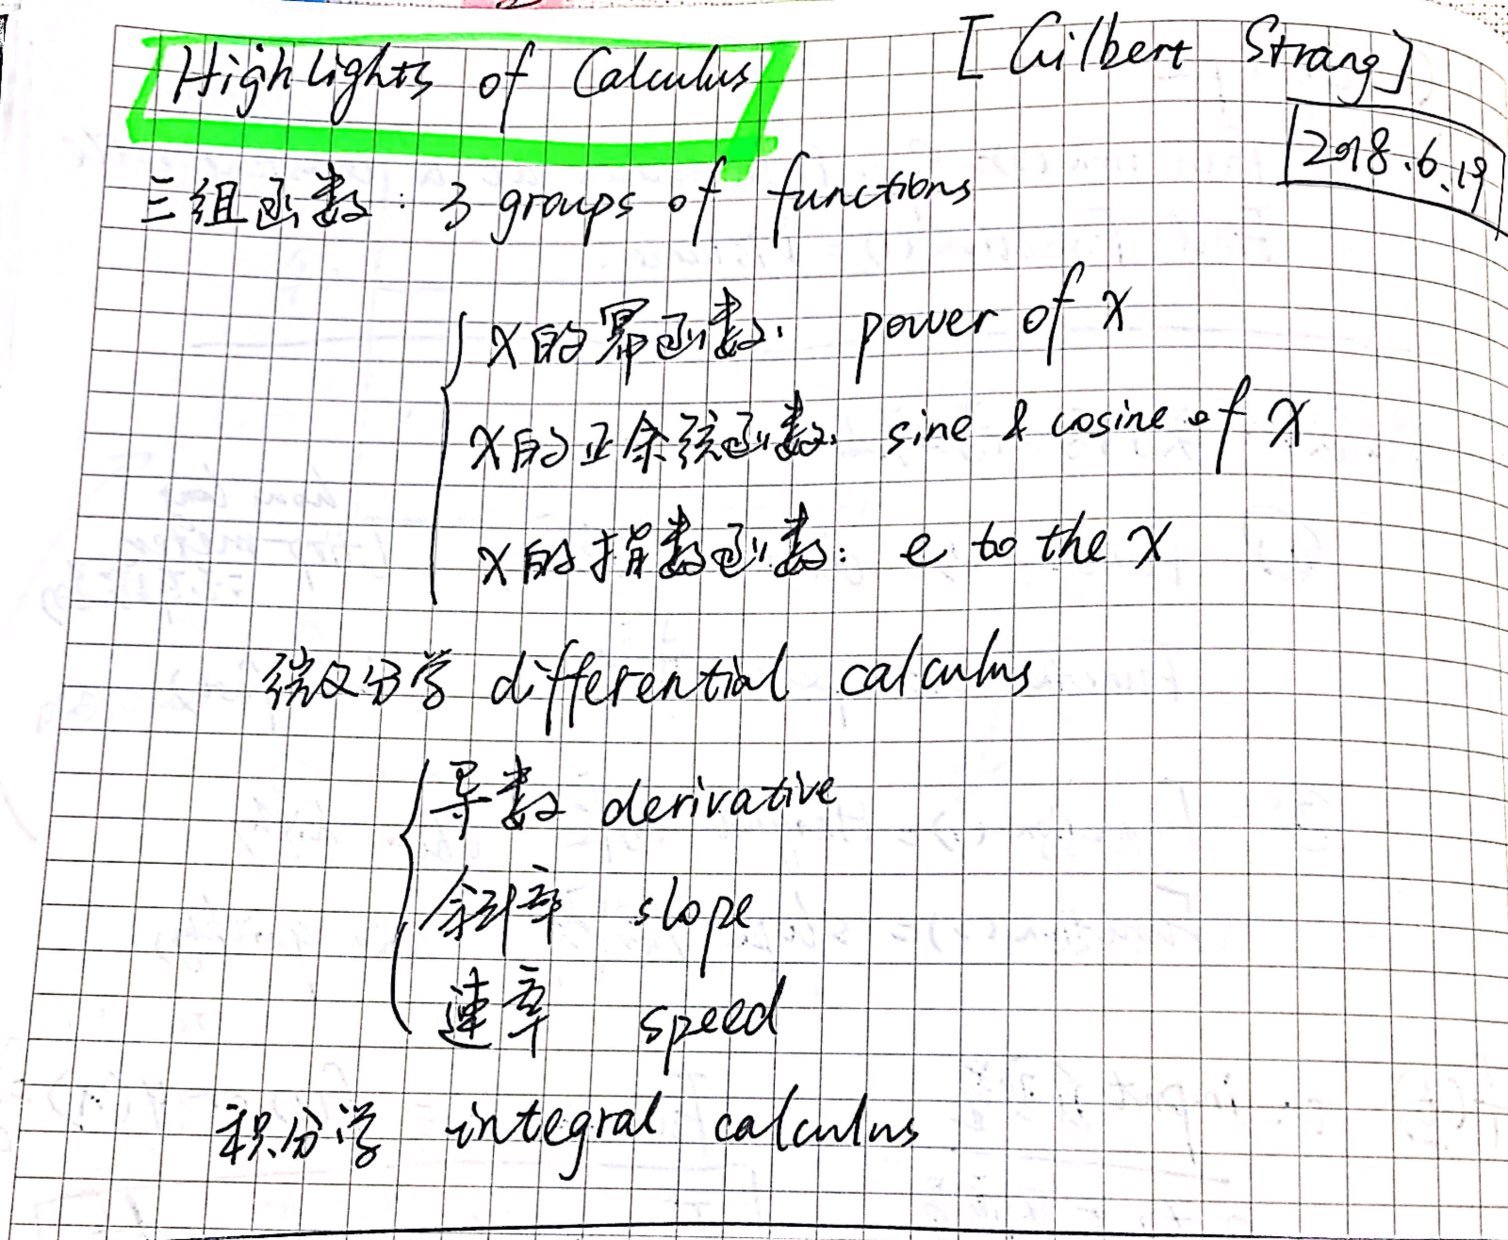 Highlights of Calculus [Gilbert Strang]
2018.6.19
三组函数: 3 groups of functions
x的幂函数. power of x
x的正余弦函数. sine & cosine of x
x的指数函数: e to the x
微分学 differential calculus
导数 derivative
斜率 slope
速率 speed
积分学 integral calculus